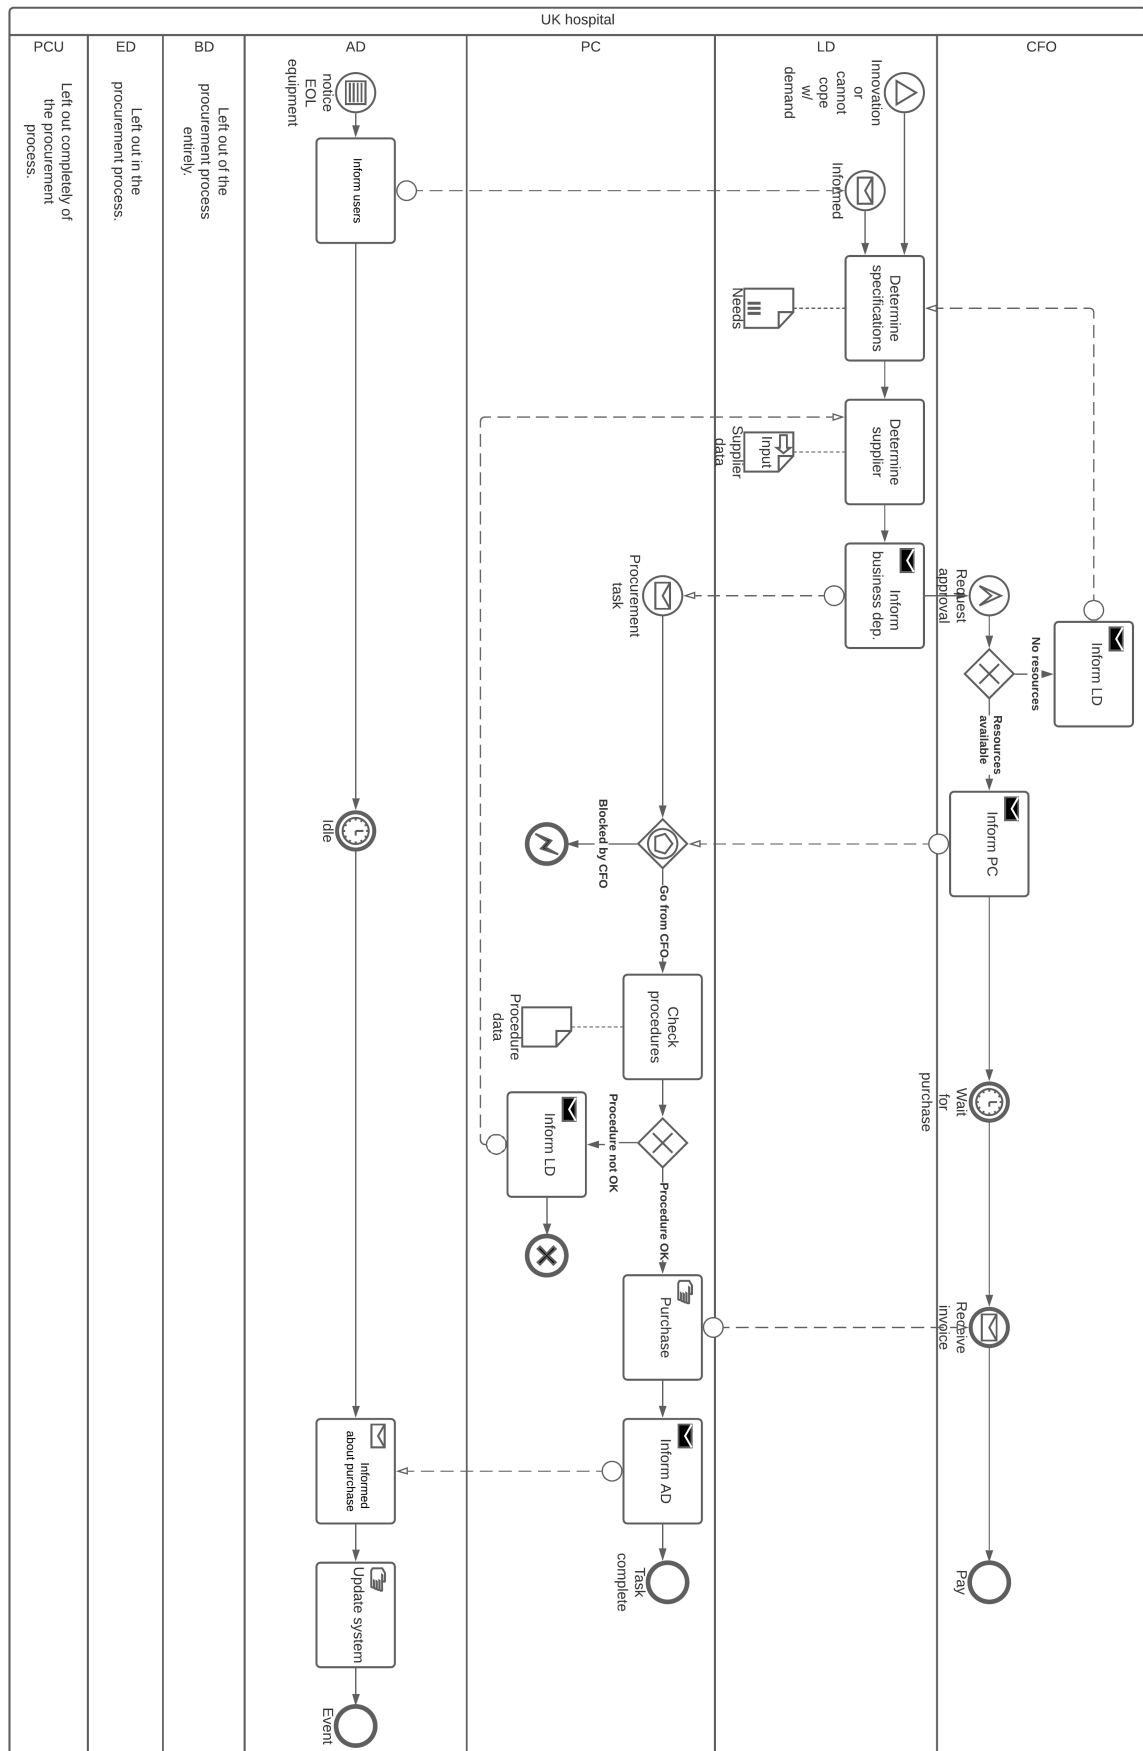 UK hospital
PCU
ED
BD
AD
PC
LD
CFO
Left out completely of
the procurement
process.
Left out in the
procurement process.
Left out of the
procurement process
entirely.
notice
EOL
equipment
Inform users
Idle
Informed
about purchase
Update system
Event
Procurement
task
Blocked by CFO
Go from CFO
Check
procedures
Procedure
data
Procedure not OK
Inform LD
Procedure OK
Purchase
Inform AD
Task
complete
Innovation
or
cannot
cope
w/
demand
Informed
Determine
specifications
Needs
Determine
supplier
Input
Supplier
data
Inform
business dep.
Request
approval
No resources
Inform LD
Resources
available
Inform PC
Wait
for
purchase
Receive
invoice
Pay